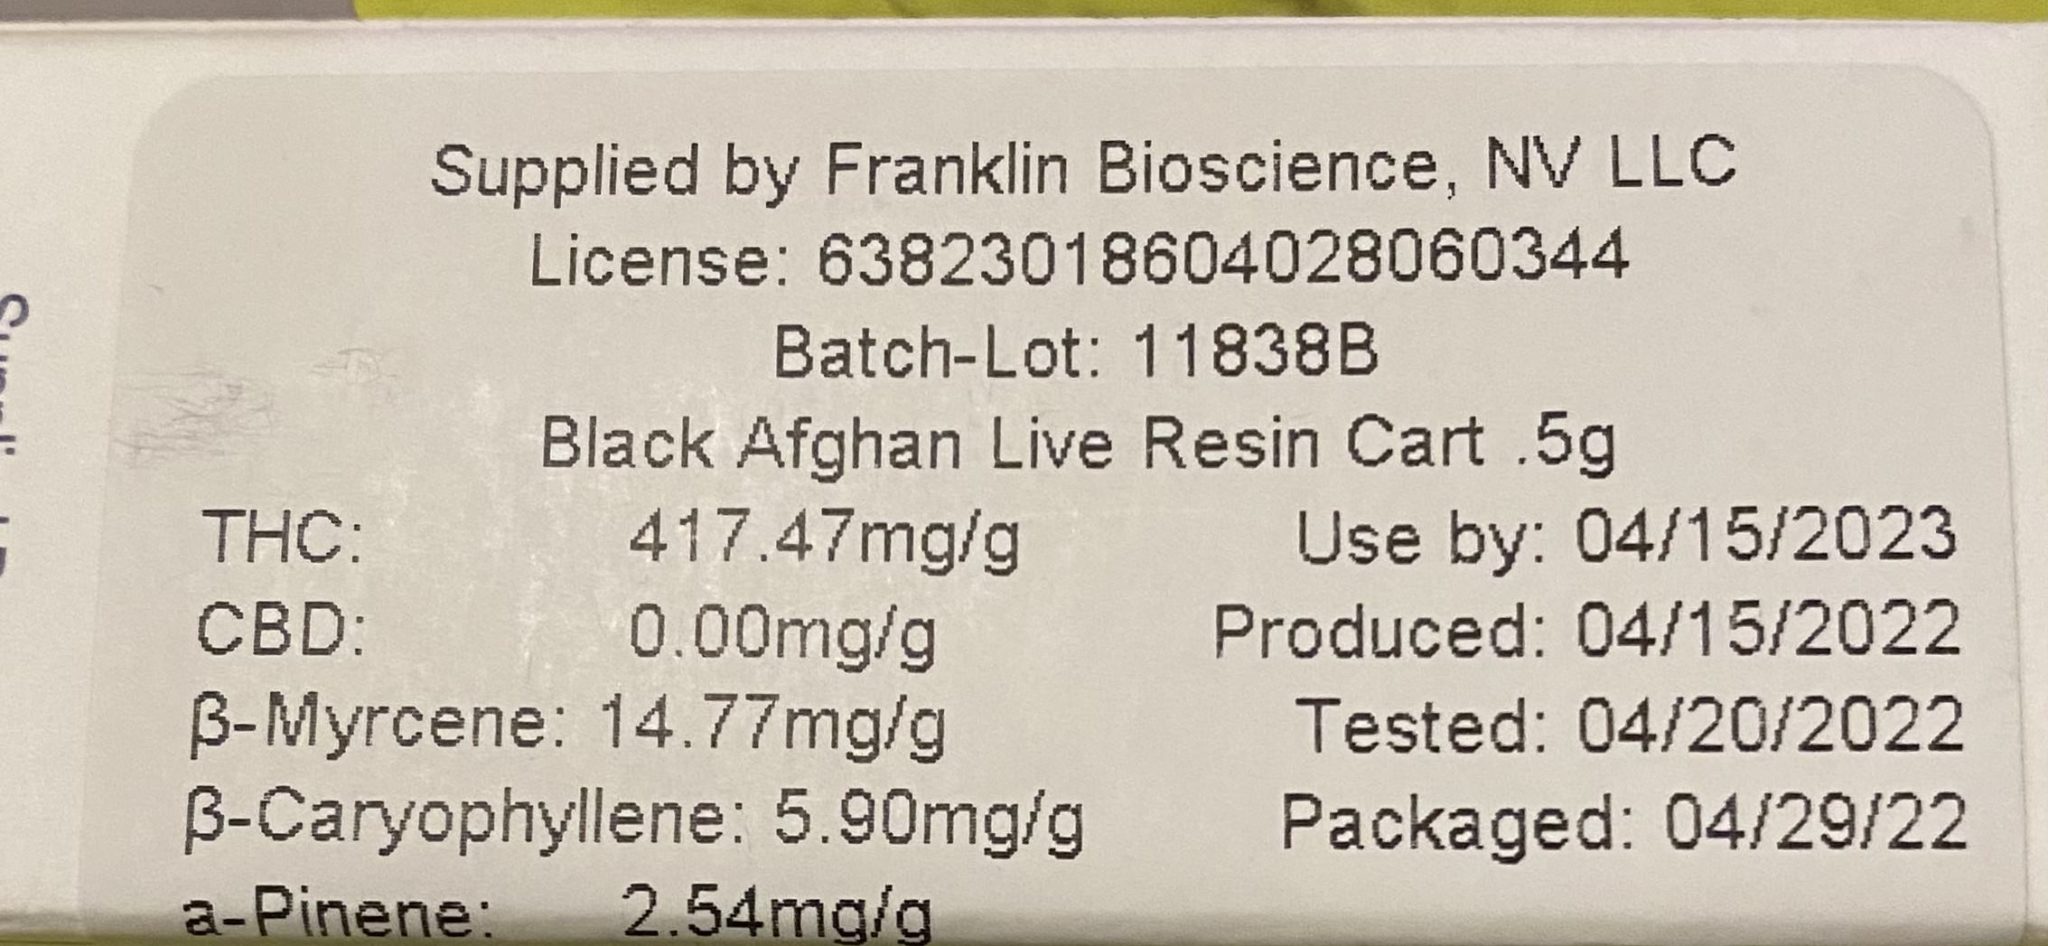 Supplied by Franklin Bioscience, NV LLC
License: 63823018604028060344
Batch-Lot: 11838B
Black Afghan Live Resin Cart .5g
THC: 417.47mg/g Use by: 04/15/2023
CBD: 0.00mg/g Produced: 04/15/2022
β-Myrcene: 14.77mg/g Tested: 04/20/2022
β-Caryophyllene: 5.90mg/g Packaged: 04/29/22
a-Pinene: 2.54mg/g